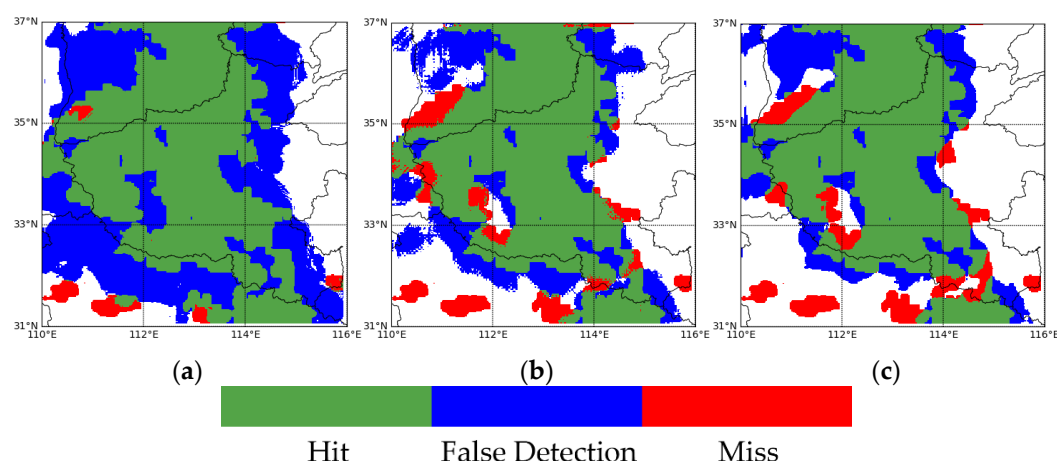 37°N 37°N 37°N
35°N 35°N 35°N
33°N 33°N 33°N
31°N 31°N 31°N
110°E 112°E 114°E 116°E 110°E 112°E 114°E 116°E 110°E 112°E 114°E 116°E
(a) (b) (c)
Hit False Detection Miss